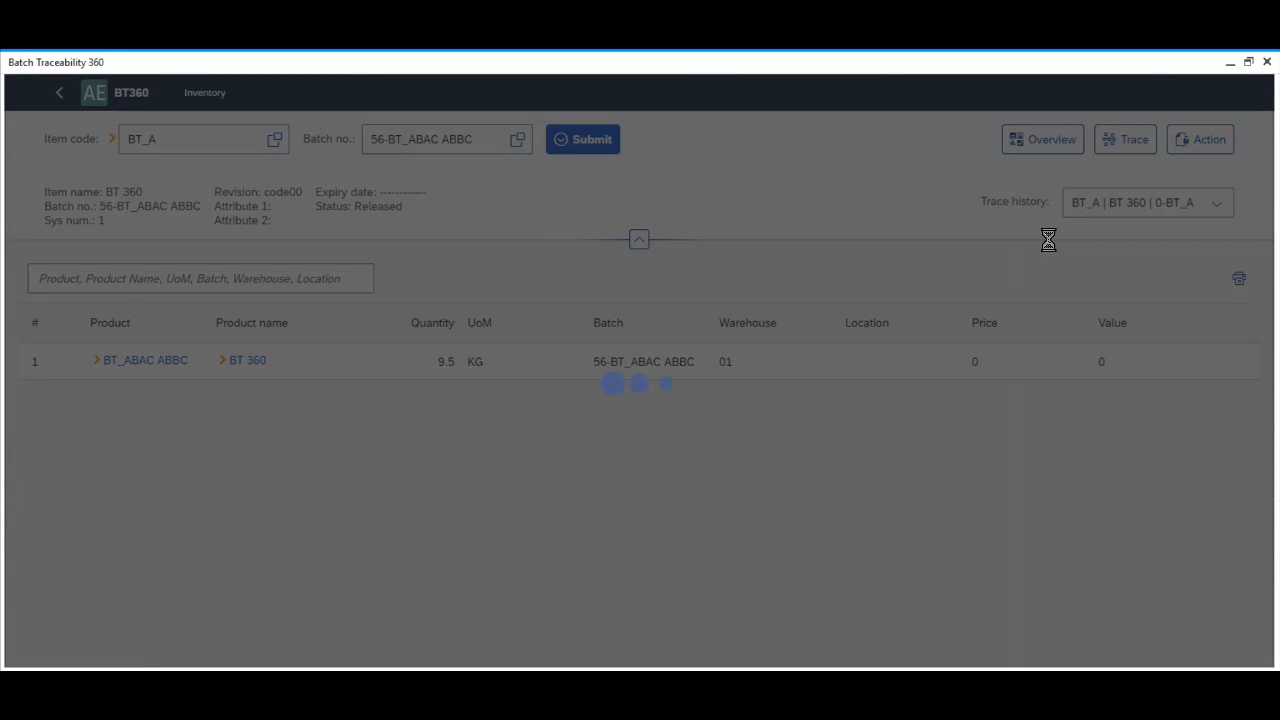 Batch Traceability 360
AE BT360 Inventory
Item code: BT_A Batch no.: 56-BT_ABAC ABBC Submit Overview Trace Action
Item name: BT 360 Revision: code00 Expiry date: ------------
Batch no.: 56-BT_ABAC ABBC Attribute 1: Status: Released
Sys num.: 1 Attribute 2:
Trace history: BT_A | BT 360 | 0-BT_A
Product, Product Name, UoM, Batch, Warehouse, Location
# Product Product name Quantity UoM Batch Warehouse Location Price Value
1 BT_ABAC ABBC BT 360 9.5 KG 56-BT_ABAC ABBC 01 0 0